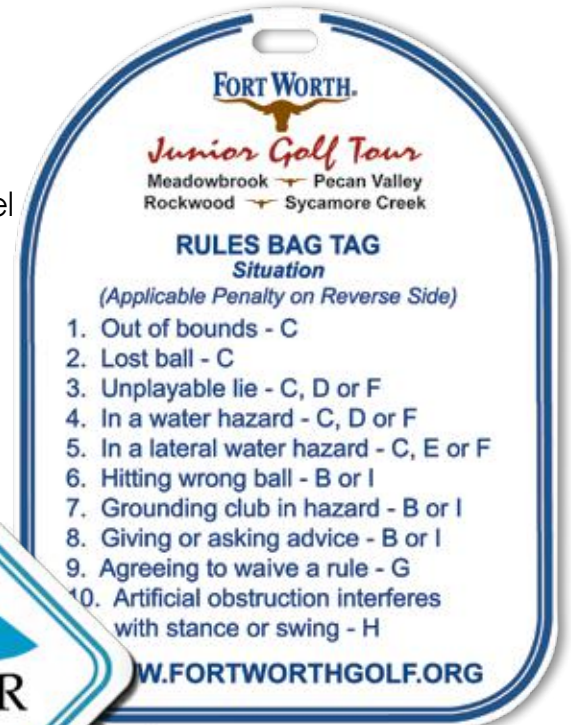 FORT WORTH®
Junior Golf Tour
Meadowbrook Pecan Valley
Rockwood Sycamore Creek
el
RULES BAG TAG
Situation
(Applicable Penalty on Reverse Side)
1. Out of bounds - C
2. Lost ball - C
3. Unplayable lie - C, D or F
4. In a water hazard - C, D or F
5. In a lateral water hazard - C, E or F
6. Hitting wrong ball - B or I
7. Grounding club in hazard - B or I
8. Giving or asking advice - B or I
9. Agreeing to waive a rule - G
10. Artificial obstruction interferes
with stance or swing - H
W.FORTWORTHGOLF.ORG
R